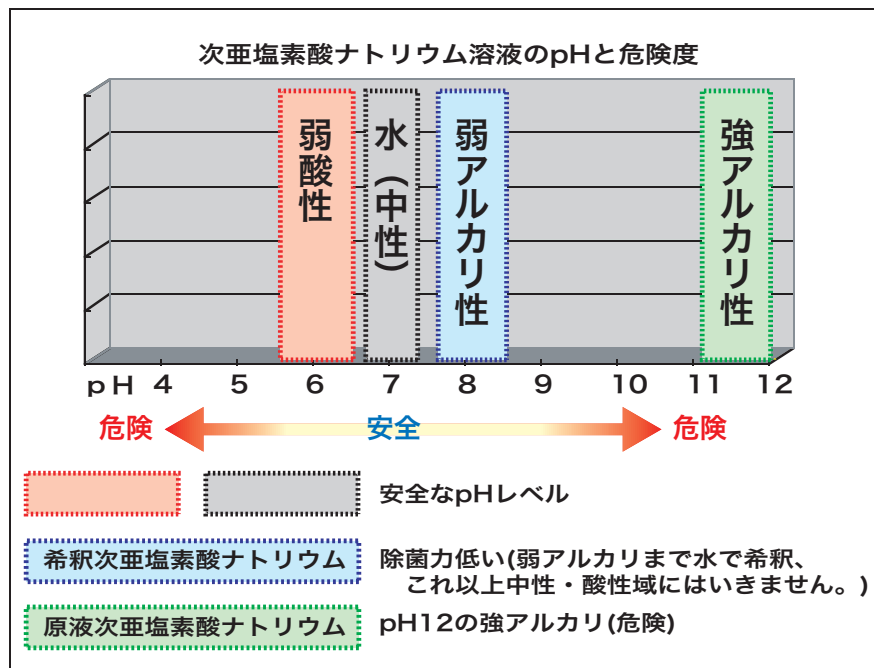 次亜塩素酸ナトリウム溶液のpHと危険度
弱酸性
水（中性）
弱アルカリ性
強アルカリ性
pH 4 5 6 7 8 9 10 11 12
危険 安全 危険
安全なpHレベル
希釈次亜塩素酸ナトリウム 除菌力低い(弱アルカリまで水で希釈、
これ以上中性・酸性域にはいきません。)
原液次亜塩素酸ナトリウム pH12の強アルカリ(危険)